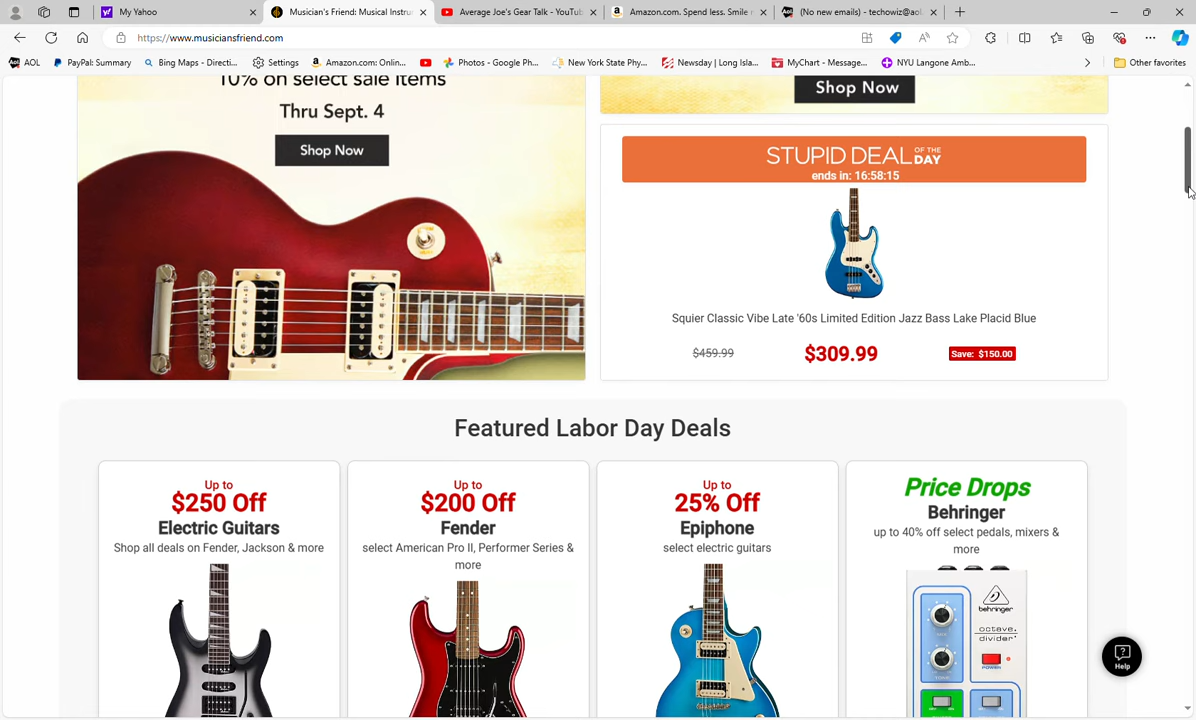 My Yahoo
Musician's Friend: Musical Instru
Average Joe's Gear Talk - YouTub
Amazon.com. Spend less. Smile m
(No new emails) - techowiz@aol
https://www.musiciansfriend.com
AOL
PayPal: Summary
Bing Maps - Directi...
Settings
Amazon.com: Onlin...
Photos - Google Ph...
New York State Phy...
Newsday | Long Isla...
MyChart - Message...
NYU Langone Amb...
Other favorites
10% on select sale items
Thru Sept. 4
Shop Now
Shop Now
STUPID DEAL OF THE DAY
ends in: 16:58:15
Squier Classic Vibe Late '60s Limited Edition Jazz Bass Lake Placid Blue
$459.99
$309.99
Save: $150.00
Featured Labor Day Deals
Up to
$250 Off
Electric Guitars
Shop all deals on Fender, Jackson & more
Up to
$200 Off
Fender
select American Pro II, Performer Series &
more
Up to
25% Off
Epiphone
select electric guitars
Price Drops
Behringer
up to 40% off select pedals, mixers &
more
behringer
octave
divider
POWER
Help